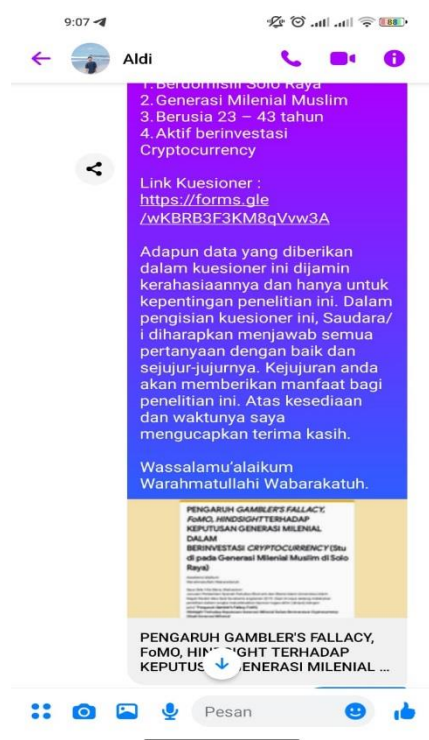 9:07
88
Aldi
1. Berdomisili Solo Raya
2. Generasi Milenial Muslim
3. Berusia 23 – 43 tahun
4. Aktif berinvestasi
Cryptocurrency
Link Kuesioner :
https://forms.gle
/wKBRB3F3KM8qVvw3A
Adapun data yang diberikan
dalam kuesioner ini dijamin
kerahasiaannya dan hanya untuk
kepentingan penelitian ini. Dalam
pengisian kuesioner ini, Saudara/
i diharapkan menjawab semua
pertanyaan dengan baik dan
sejujur-jujurnya. Kejujuran anda
akan memberikan manfaat bagi
penelitian ini. Atas kesediaan
dan waktunya saya
mengucapkan terima kasih.
Wassalamu’alaikum
Warahmatullahi Wabarakatuh.
PENGARUH GAMBLER'S FALLACY,
FoMO, HINDSIGHT TERHADAP
KEPUTUSAN GENERASI MILENIAL
DALAM
BERINVESTASI CRYPTOCURRENCY (Stu
di pada Generasi Milenial Muslim di Solo
Raya)
PENGARUH GAMBLER'S FALLACY,
FoMO, HINDSIGHT TERHADAP
KEPUTUSAN GENERASI MILENIAL ...
Pesan